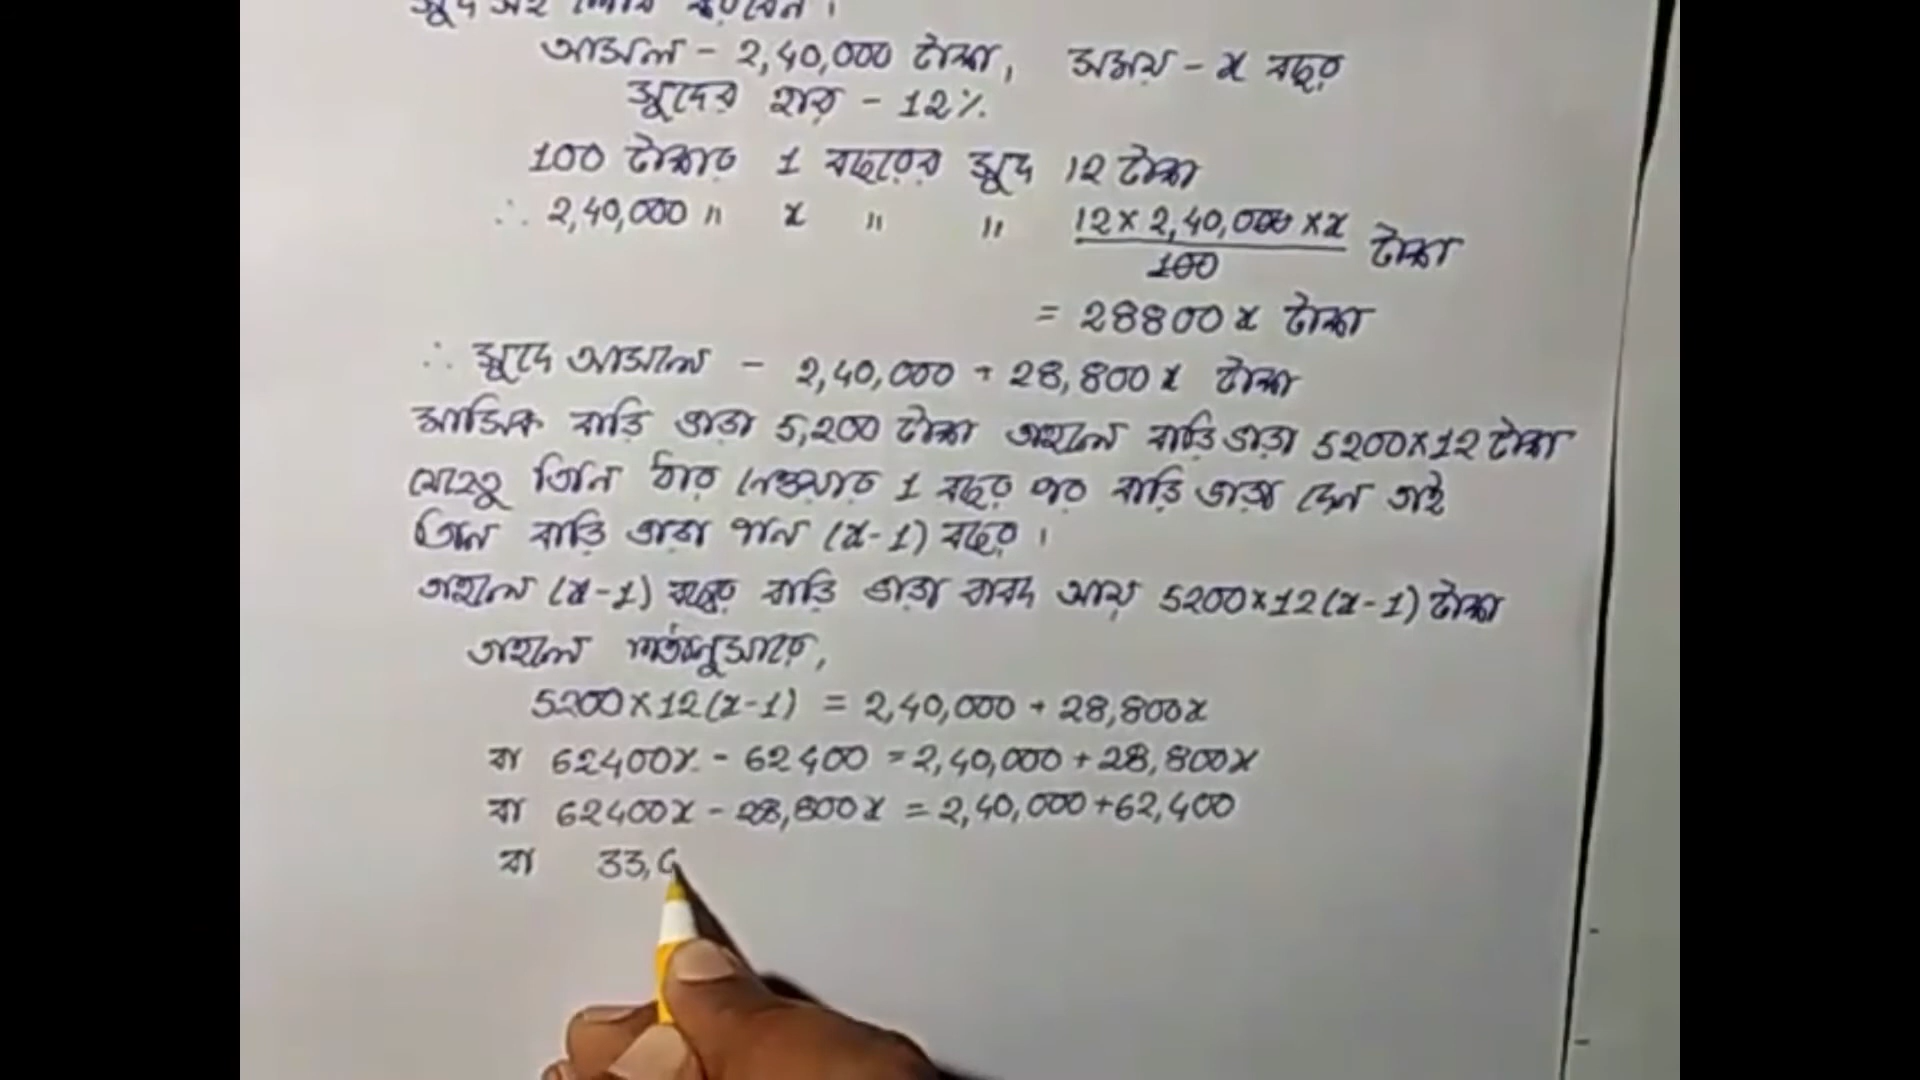 সুদসহ শোধ করবেন।
আসল - 2,40,000 টাকা, সময় - x বছর
সুদের হার - 12%
100 টাকার 1 বছরের সুদ 12 টাকা
∴ 2,40,000 " x " " 12 × 2,40,000 × x / 100 টাকা
= 28800x টাকা
∴ সুদে আসলে - 2,40,000 + 28,800x টাকা
মাসিক বাড়ি ভাড়া 5,200 টাকা তাহলে বাড়ি ভাড়া 5200×12 টাকা
যেহেতু তিনি ধার নেওয়ার 1 বছর পর বাড়ি ভাড়া দেন তাই
তিনি বাড়ি ভাড়া পান (x-1) বছর।
তাহলে (x-1) বছরে বাড়ি ভাড়া বাবদ আয় 5200×12(x-1) টাকা
তাহলে শর্তানুসারে,
5200×12(x-1) = 2,40,000 + 28,800x
বা 62400x - 62400 = 2,40,000 + 28,800x
বা 62400x - 28,800x = 2,40,000+62,400
বা 33,